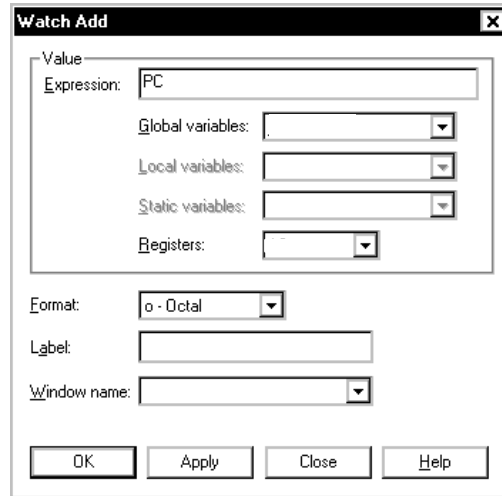 Watch Add
Value
Expression: PC
Global variables:
Local variables:
Static variables:
Registers:
Format: o - Octal
Label:
Window name:
OK Apply Close Help